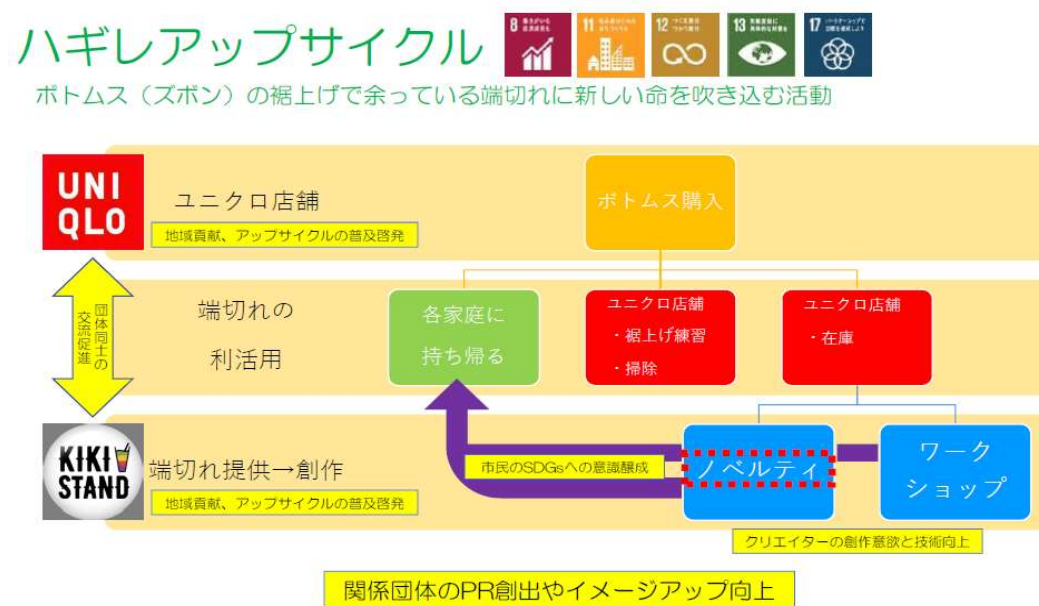 ハギレアップサイクル
8
11
12
13
17
ボトムス（ズボン）の裾上げで余っている端切れに新しい命を吹き込む活動
UNI
QLO
ユニクロ店舗
地域貢献、アップサイクルの普及啓発
ボトムス購入
団体同士の
交流促進
端切れの
利活用
各家庭に
持ち帰る
ユニクロ店舗
・裾上げ練習
・掃除
ユニクロ店舗
・在庫
KIKI
STAND
端切れ提供→創作
地域貢献、アップサイクルの普及啓発
市民のSDGsへの意識醸成
ノベルティ
ワーク
ショップ
クリエイターの創作意欲と技術向上
関係団体のPR創出やイメージアップ向上